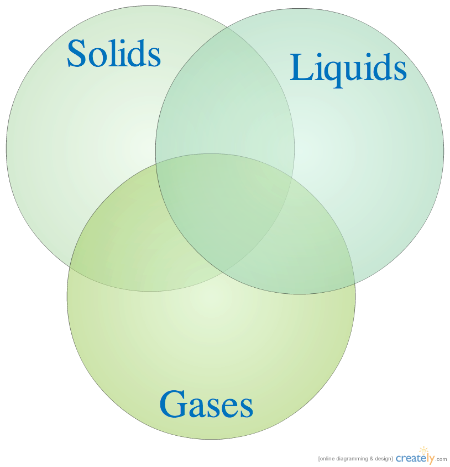 Solids
Liquids
Gases
[online diagramming & design] creately.com